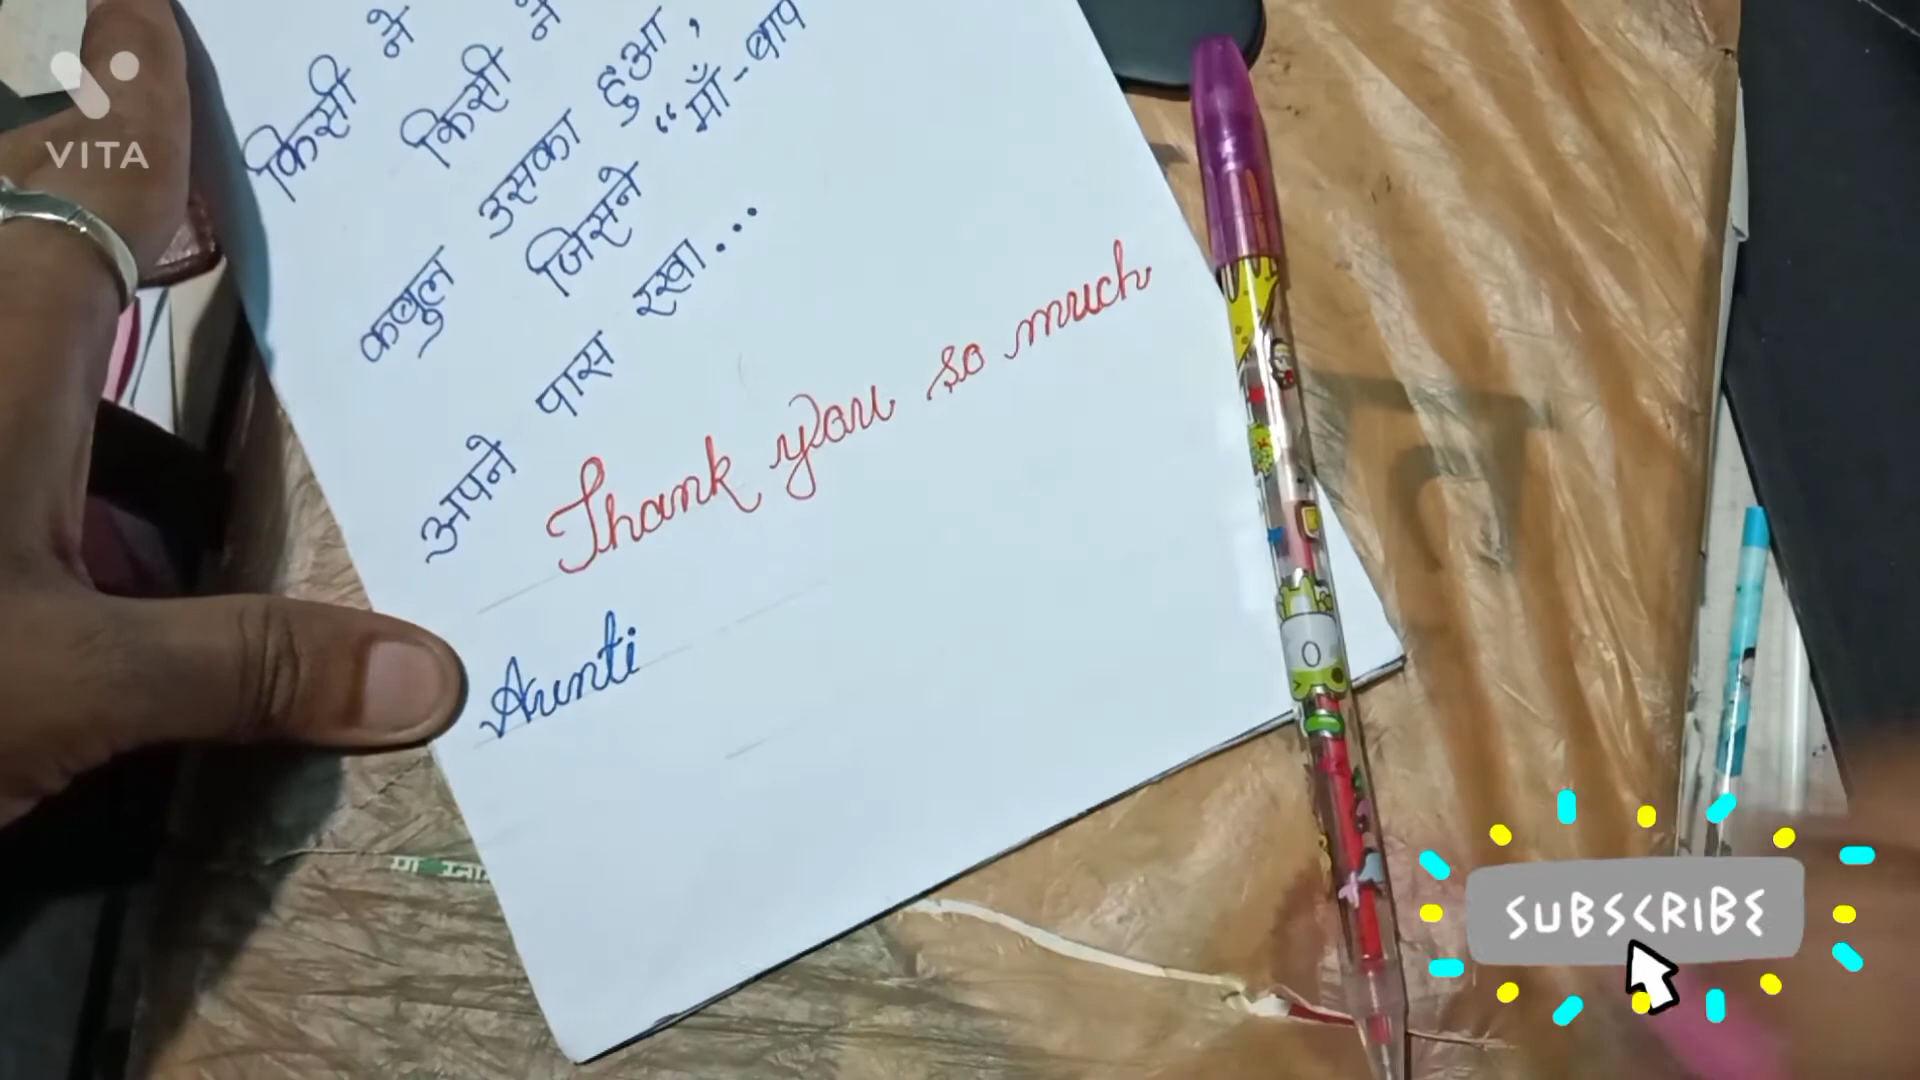 VITA
किसी ने
किसी ने
कबुल उसका हुआ,
जिसने "माँ-बाप
अपने पास रखा...
Thank you so much
Aunti
SUBSCRIBE